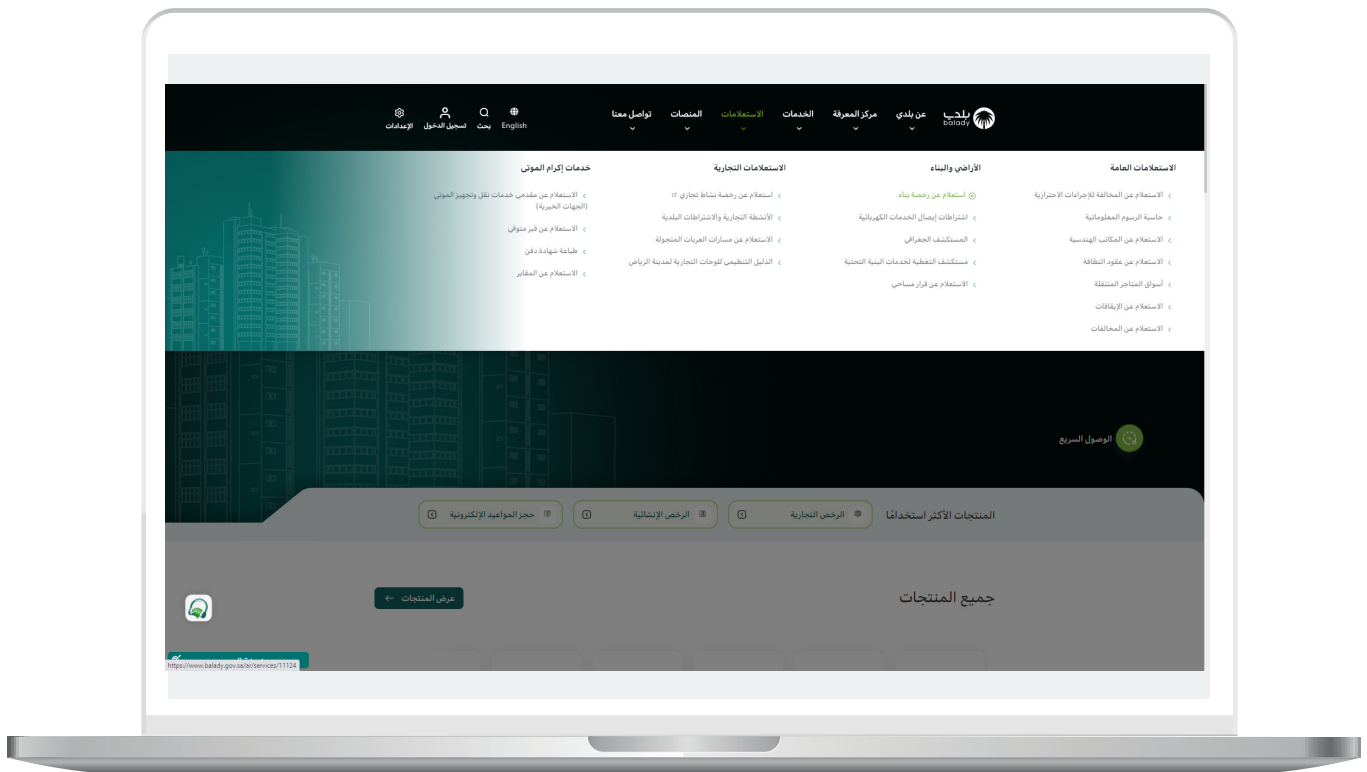 بلدي
balady
عن بلدي
مركز المعرفة
الخدمات
الاستعلامات
المنصات
تواصل معنا
English
بحث
تسجيل الدخول
الإعدادات
الاستعلامات العامة
الاستعلام عن المخالفة للإجراءات الاحترازية
حاسبة الرسوم المعلوماتية
الاستعلام عن المكاتب الهندسية
الاستعلام عن عقود النظافة
أسواق المتاجر المتنقلة
الاستعلام عن الإيقافات
الاستعلام عن المخالفات
الأراضي والبناء
استعلام عن رخصة بناء
اشتراطات إيصال الخدمات الكهربائية
المستكشف الجغرافي
مستكشف التغطية لخدمات البنية التحتية
الاستعلام عن قرار مساحي
الاستعلامات التجارية
استعلام عن رخصة نشاط تجاري
الأنشطة التجارية والاشتراطات البلدية
الاستعلام عن مسارات العربات المتجولة
الدليل التنظيمي للوحات التجارية لمدينة الرياض
خدمات إكرام الموتى
الاستعلام عن مقدمي خدمات نقل وتجهيز الموتى
(الجهات الخيرية)
الاستعلام عن قبر متوفى
طباعة شهادة دفن
الاستعلام عن المقابر
الوصول السريع
المنتجات الأكثر استخدامًا
الرخص التجارية
الرخص الإنشائية
حجز المواعيد الإلكترونية
جميع المنتجات
عرض المنتجات ←
https://www.balady.gov.sa/ar/services/11124